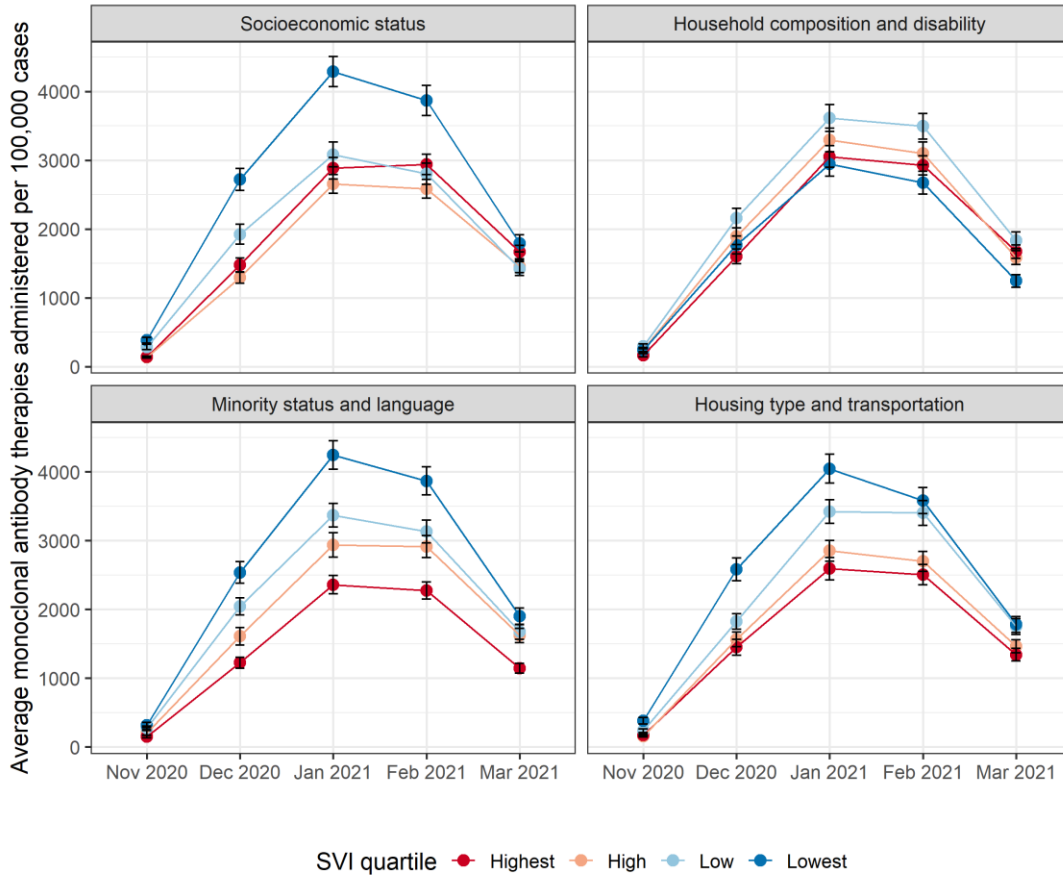 Average monoclonal antibody therapies administered per 100,000 cases
Socioeconomic status
Household composition and disability
4000
3000
2000
1000
0
Minority status and language
Housing type and transportation
4000
3000
2000
1000
0
Nov 2020 Dec 2020 Jan 2021 Feb 2021 Mar 2021
Nov 2020 Dec 2020 Jan 2021 Feb 2021 Mar 2021
SVI quartile Highest High Low Lowest